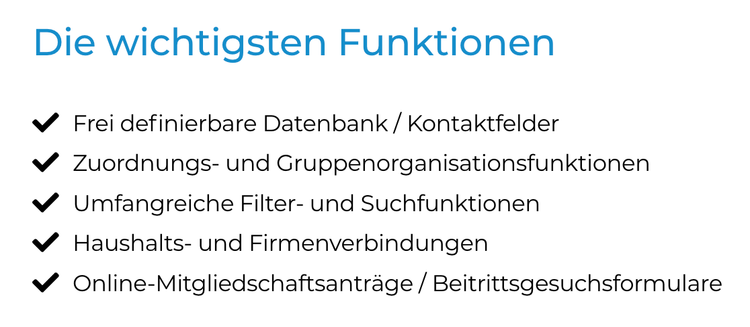 Die wichtigsten Funktionen
Frei definierbare Datenbank / Kontaktfelder
Zuordnungs- und Gruppenorganisationsfunktionen
Umfangreiche Filter- und Suchfunktionen
Haushalts- und Firmenverbindungen
Online-Mitgliedschaftsanträge / Beitrittsgesuchsformulare